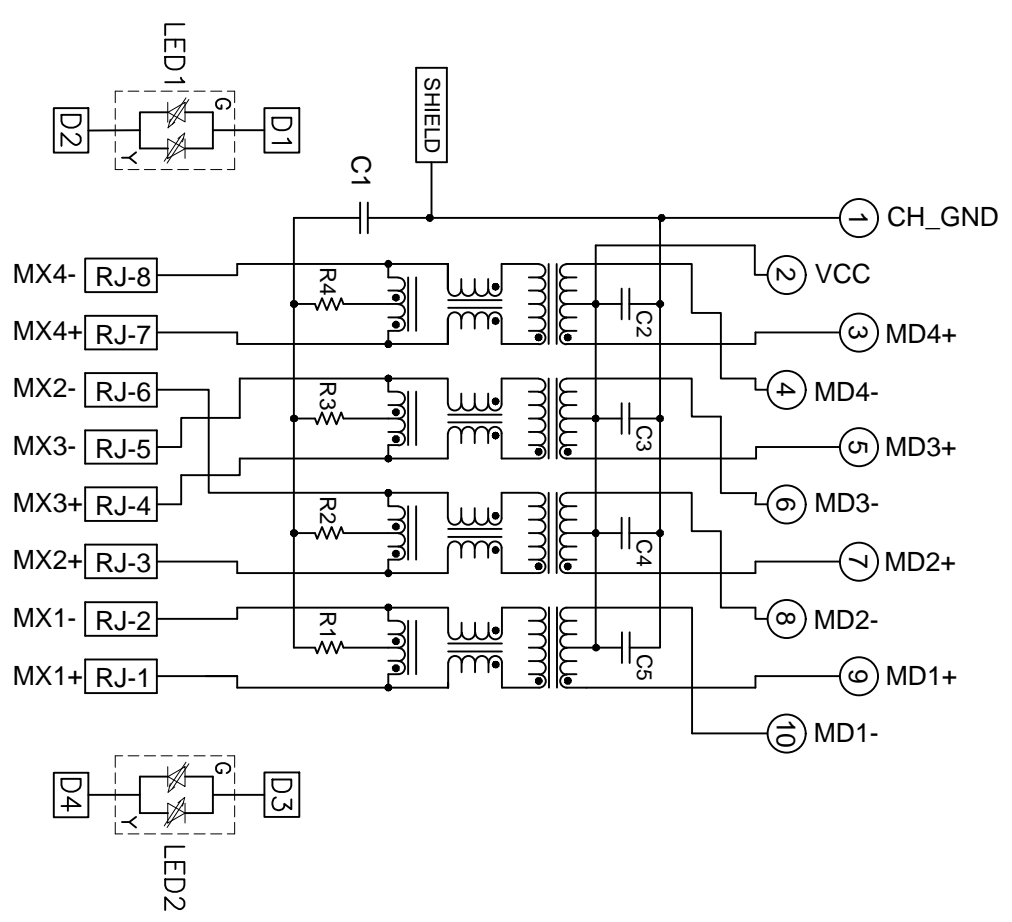 LED1
G
Y
D2
D1
SHIELD
C1
1 CH_GND
2 VCC
MX4- RJ-8
R4
C2
MX4+ RJ-7
3 MD4+
MX2- RJ-6
4 MD4-
R3
C3
MX3- RJ-5
5 MD3+
MX3+ RJ-4
6 MD3-
R2
C4
MX2+ RJ-3
7 MD2+
MX1- RJ-2
8 MD2-
R1
C5
MX1+ RJ-1
9 MD1+
10 MD1-
G
Y
D4
D3
LED2